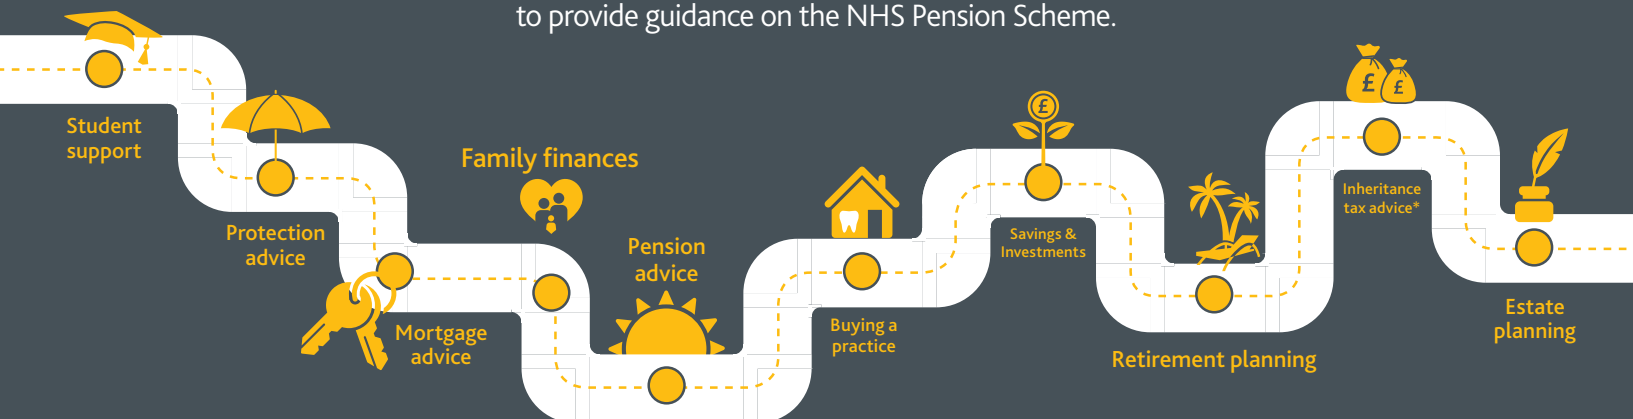 to provide guidance on the NHS Pension Scheme.
Student
support
Protection
advice
Mortgage
advice
Family finances
Pension
advice
Buying a
practice
£
Savings &
Investments
Retirement planning
£ £
Inheritance
tax advice*
Estate
planning